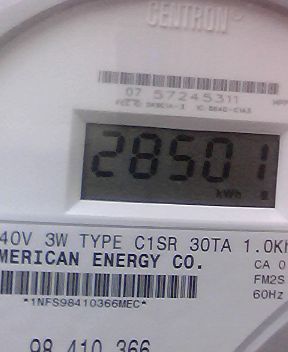 CENTRON
07 57245311
28501
kWh
40V 3W TYPE C1SR 30TA 1.0Kh
MERICAN ENERGY CO.
CA 0
FM2S
60Hz
*1NFS98410366MEC*
98 410 366